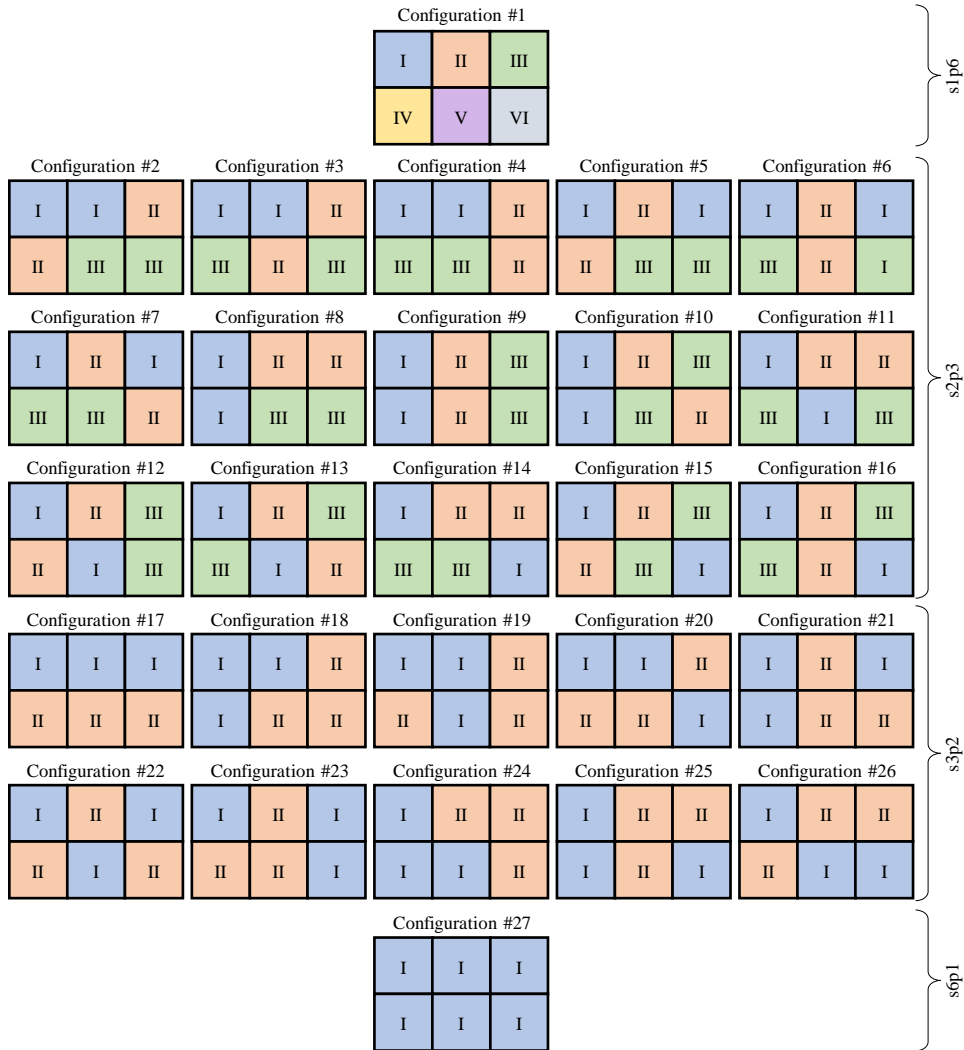 Configuration #1
I II III
IV V VI
s1p6
Configuration #2 Configuration #3 Configuration #4 Configuration #5 Configuration #6
I I II I I II I I II I II I I II I
II III III III II III III III II II III III III II I
Configuration #7 Configuration #8 Configuration #9 Configuration #10 Configuration #11
I II I I II II I II III I II III I II II
III III II I III III I II III I III II III I III
s2p3
Configuration #12 Configuration #13 Configuration #14 Configuration #15 Configuration #16
I II III I II III I II II I II III I II III
II I III III I II III III I II III I III II I
Configuration #17 Configuration #18 Configuration #19 Configuration #20 Configuration #21
I I I I I II I I II I I II I II I
II II II I II II II I II II II I I II II
s3p2
Configuration #22 Configuration #23 Configuration #24 Configuration #25 Configuration #26
I II I I II I I II II I II II I II II
II I II II II I I I II I II I II I I
Configuration #27
I I I
I I I
s6p1